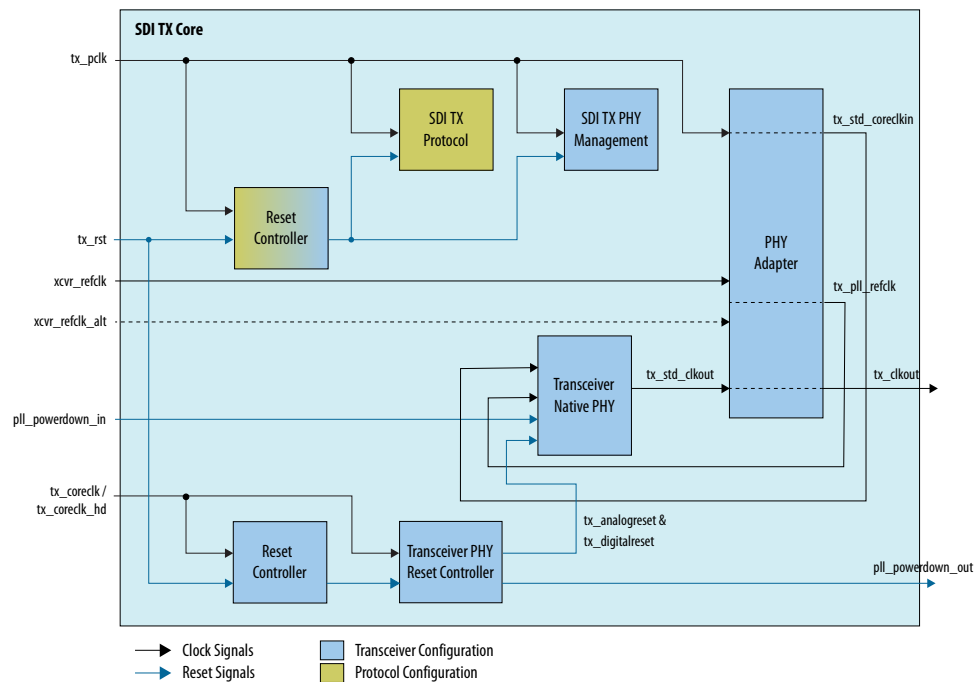 SDI TX Core
tx_pclk
SDI TX
Protocol
SDI TX PHY
Management
tx_std_coreclkin
Reset
Controller
tx_rst
PHY
Adapter
xcvr_refclk
tx_pll_refclk
xcvr_refclk_alt
Transceiver
Native PHY
tx_std_clkout
tx_clkout
pll_powerdown_in
tx_coreclk /
tx_coreclk_hd
tx_analogreset &
tx_digitalreset
Reset
Controller
Transceiver PHY
Reset Controller
pll_powerdown_out
Clock Signals
Transceiver Configuration
Reset Signals
Protocol Configuration